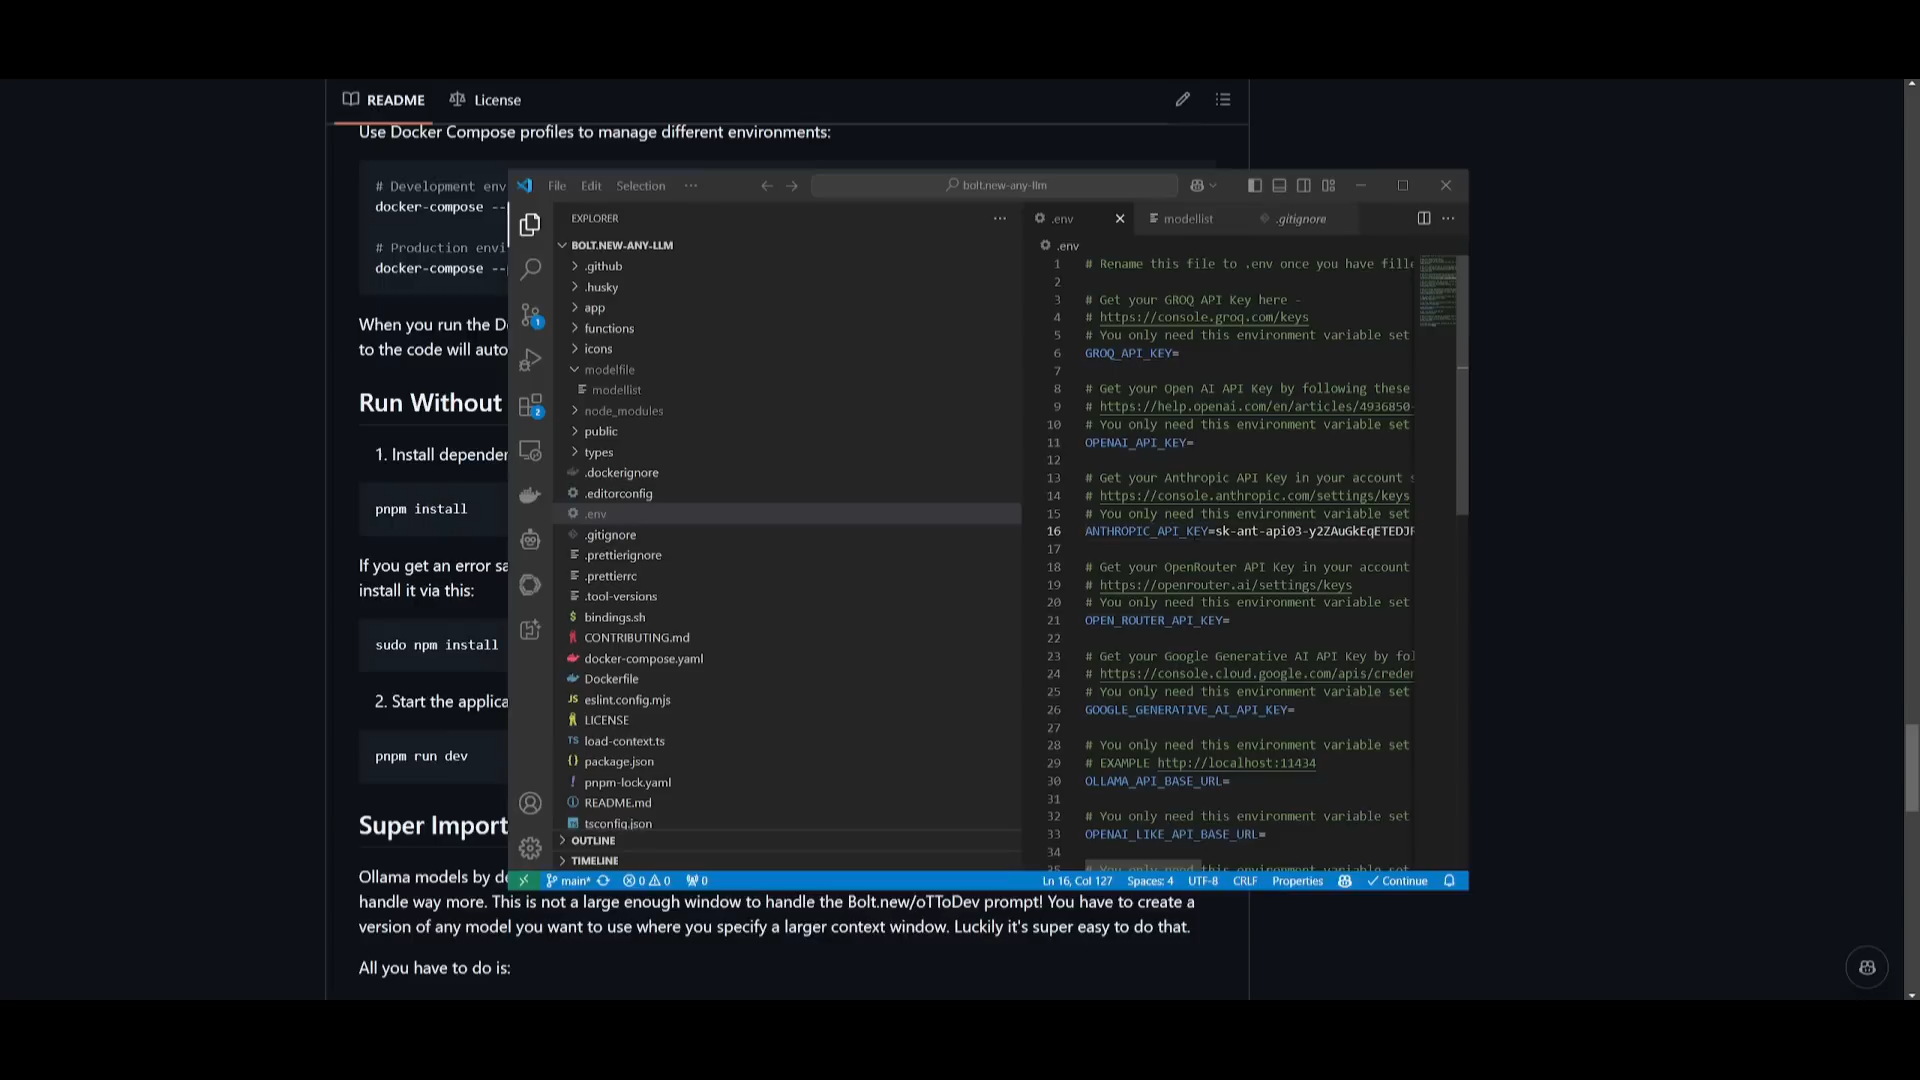 README
License
Use Docker Compose profiles to manage different environments:
# Development env
docker-compose --
# Production envi
docker-compose --
When you run the D
to the code will auto
Run Without
1. Install depender
pnpm install
If you get an error sa
install it via this:
sudo npm install
2. Start the applica
pnpm run dev
Super Import
Ollama models by de
handle way more. This is not a large enough window to handle the Bolt.new/oTToDev prompt! You have to create a
version of any model you want to use where you specify a larger context window. Luckily it's super easy to do that.
All you have to do is:
File Edit Selection ···
bolt.new-any-llm
EXPLORER
BOLT.NEW-ANY-LLM
.github
.husky
app
functions
icons
modelfile
modellist
node_modules
public
types
.dockerignore
.editorconfig
.env
.gitignore
.prettierignore
.prettierrc
.tool-versions
bindings.sh
CONTRIBUTING.md
docker-compose.yaml
Dockerfile
eslint.config.mjs
LICENSE
load-context.ts
package.json
pnpm-lock.yaml
README.md
tsconfig.json
OUTLINE
TIMELINE
.env
modellist
.gitignore
.env
1 # Rename this file to .env once you have fille
2
3 # Get your GROQ API Key here -
4 # https://console.groq.com/keys
5 # You only need this environment variable set
6 GROQ_API_KEY=
7
8 # Get your Open AI API Key by following these
9 # https://help.openai.com/en/articles/4936850-
10 # You only need this environment variable set
11 OPENAI_API_KEY=
12
13 # Get your Anthropic API Key in your account s
14 # https://console.anthropic.com/settings/keys
15 # You only need this environment variable set
16 ANTHROPIC_API_KEY=sk-ant-api03-y2ZAuGkEqETEDJF
17
18 # Get your OpenRouter API Key in your account
19 # https://openrouter.ai/settings/keys
20 # You only need this environment variable set
21 OPEN_ROUTER_API_KEY=
22
23 # Get your Google Generative AI API Key by fol
24 # https://console.cloud.google.com/apis/creden
25 # You only need this environment variable set
26 GOOGLE_GENERATIVE_AI_API_KEY=
27
28 # You only need this environment variable set
29 # EXAMPLE http://localhost:11434
30 OLLAMA_API_BASE_URL=
31
32 # You only need this environment variable set
33 OPENAI_LIKE_API_BASE_URL=
34
35 # You only need this environment variable set
main* 0 0 0
Ln 16, Col 127 Spaces: 4 UTF-8 CRLF Properties Continue